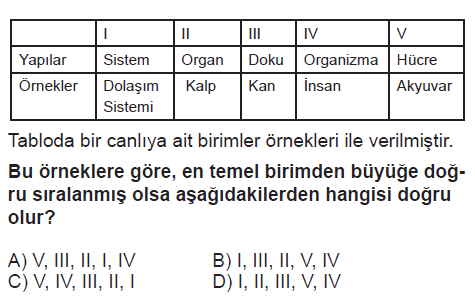 I II III IV V
Yapılar Sistem Organ Doku Organizma Hücre
Örnekler Dolaşım Kalp Kan İnsan Akyuvar
Sistemi
Tabloda bir canlıya ait birimler örnekleri ile verilmiştir.
Bu örneklere göre, en temel birimden büyüğe doğ-
ru sıralanmış olsa aşağıdakilerden hangisi doğru
olur?
A) V, III, II, I, IV B) I, III, II, V, IV
C) V, IV, III, II, I D) I, II, III, V, IV